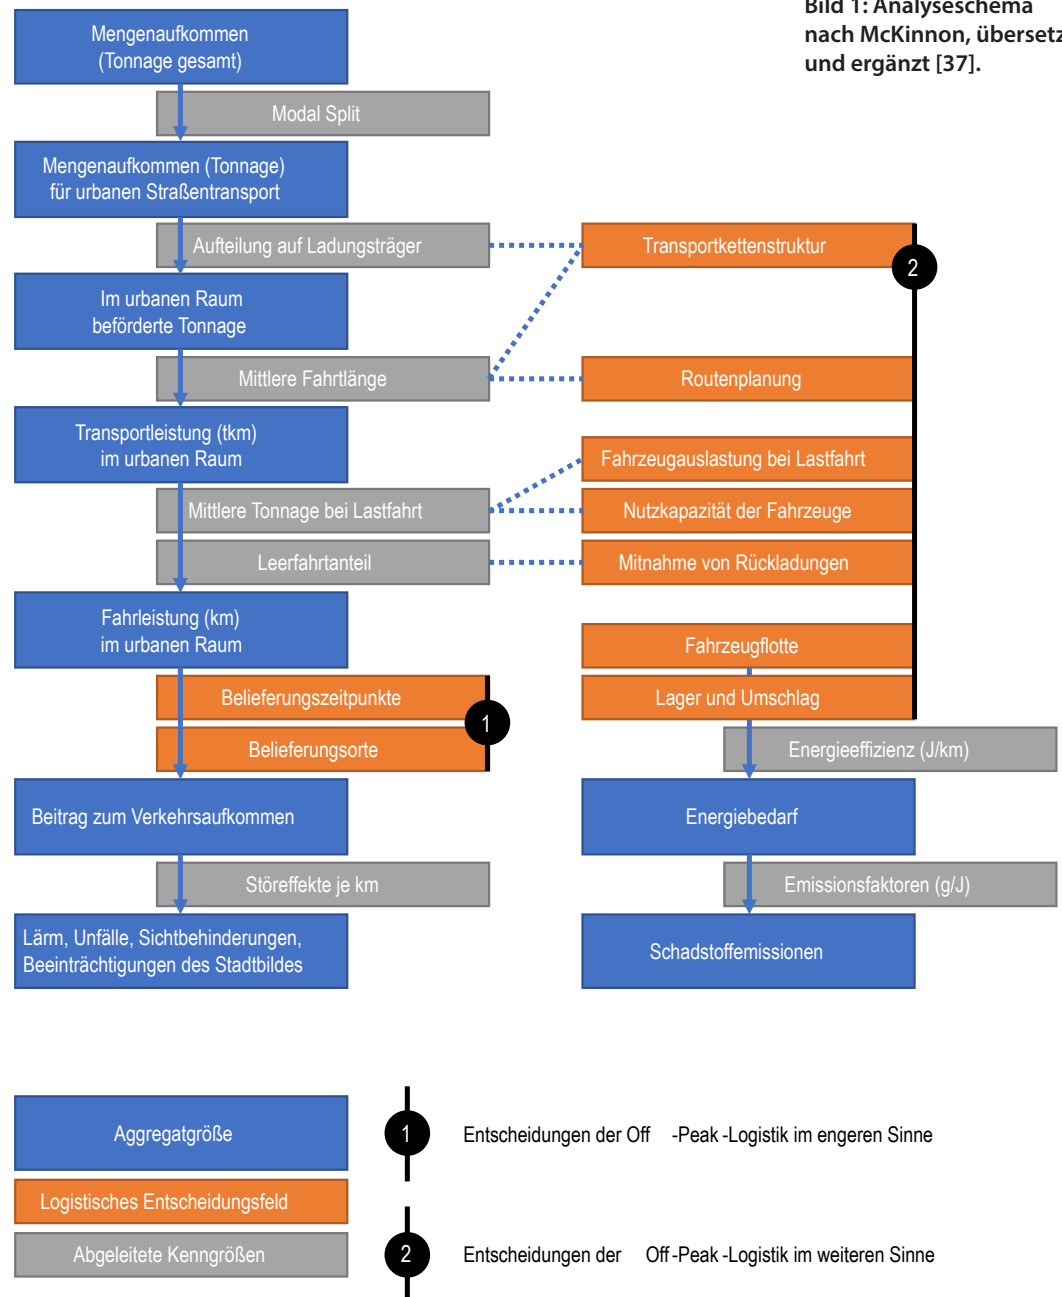 Bild 1: Analyseschema
nach McKinnon, übersetz
und ergänzt [37].
Mengenaufkommen
(Tonnage gesamt)
Modal Split
Mengenaufkommen (Tonnage)
für urbanen Straßentransport
Aufteilung auf Ladungsträger
Transportkettenstruktur
2
Im urbanen Raum
beförderte Tonnage
Mittlere Fahrtlänge
Routenplanung
Transportleistung (tkm)
im urbanen Raum
Fahrzeugauslastung bei Lastfahrt
Mittlere Tonnage bei Lastfahrt
Nutzkapazität der Fahrzeuge
Leerfahrtanteil
Mitnahme von Rückladungen
Fahrleistung (km)
im urbanen Raum
Fahrzeugflotte
Belieferungszeitpunkte
Lager und Umschlag
1
Belieferungsorte
Energieeffizienz (J/km)
Beitrag zum Verkehrsaufkommen
Energiebedarf
Störeffekte je km
Emissionsfaktoren (g/J)
Lärm, Unfälle, Sichtbehinderungen,
Beeinträchtigungen des Stadtbildes
Schadstoffemissionen
Aggregatgröße
1
Entscheidungen der Off -Peak -Logistik im engeren Sinne
Logistisches Entscheidungsfeld
Abgeleitete Kenngrößen
2
Entscheidungen der Off -Peak -Logistik im weiteren Sinne